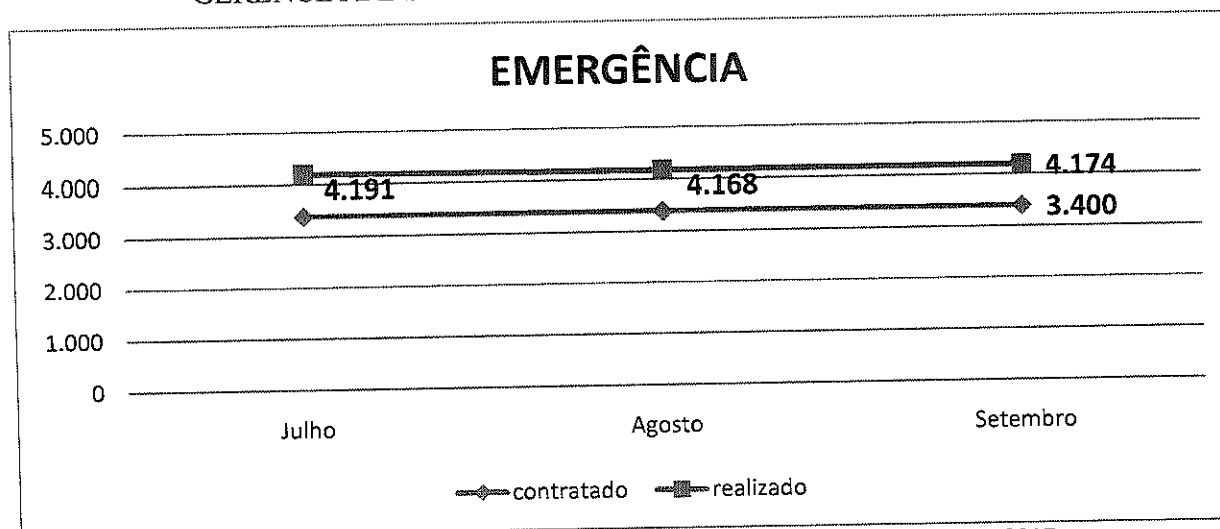 EMERGÊNCIA
5.000
4.000
3.000
2.000
1.000
0
4.191
4.168
4.174
3.400
Julho
Agosto
Setembro
contratado
realizado